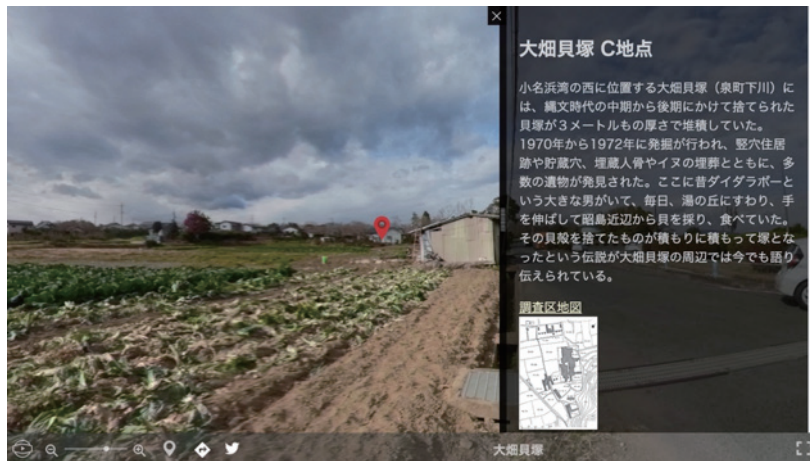 大畑貝塚 C地点
小名浜湾の西に位置する大畑貝塚（泉町下川）に
は、縄文時代の中期から後期にかけて捨てられた
貝塚が３メートルもの厚さで堆積していた。
1970年から1972年に発掘が行われ、竪穴住居
跡や貯蔵穴、埋蔵人骨やイヌの埋葬とともに、多
数の遺物が発見された。ここに昔ダイダラボーと
いう大きな男がいて、毎日、湯の丘にすわり、手
を伸ばして昭島近辺から貝を採り、食べていた。
その貝殻を捨てたものが積もりに積もって塚とな
ったという伝説が大畑貝塚の周辺では今でも語り
伝えられている。
調査区地図
大畑貝塚